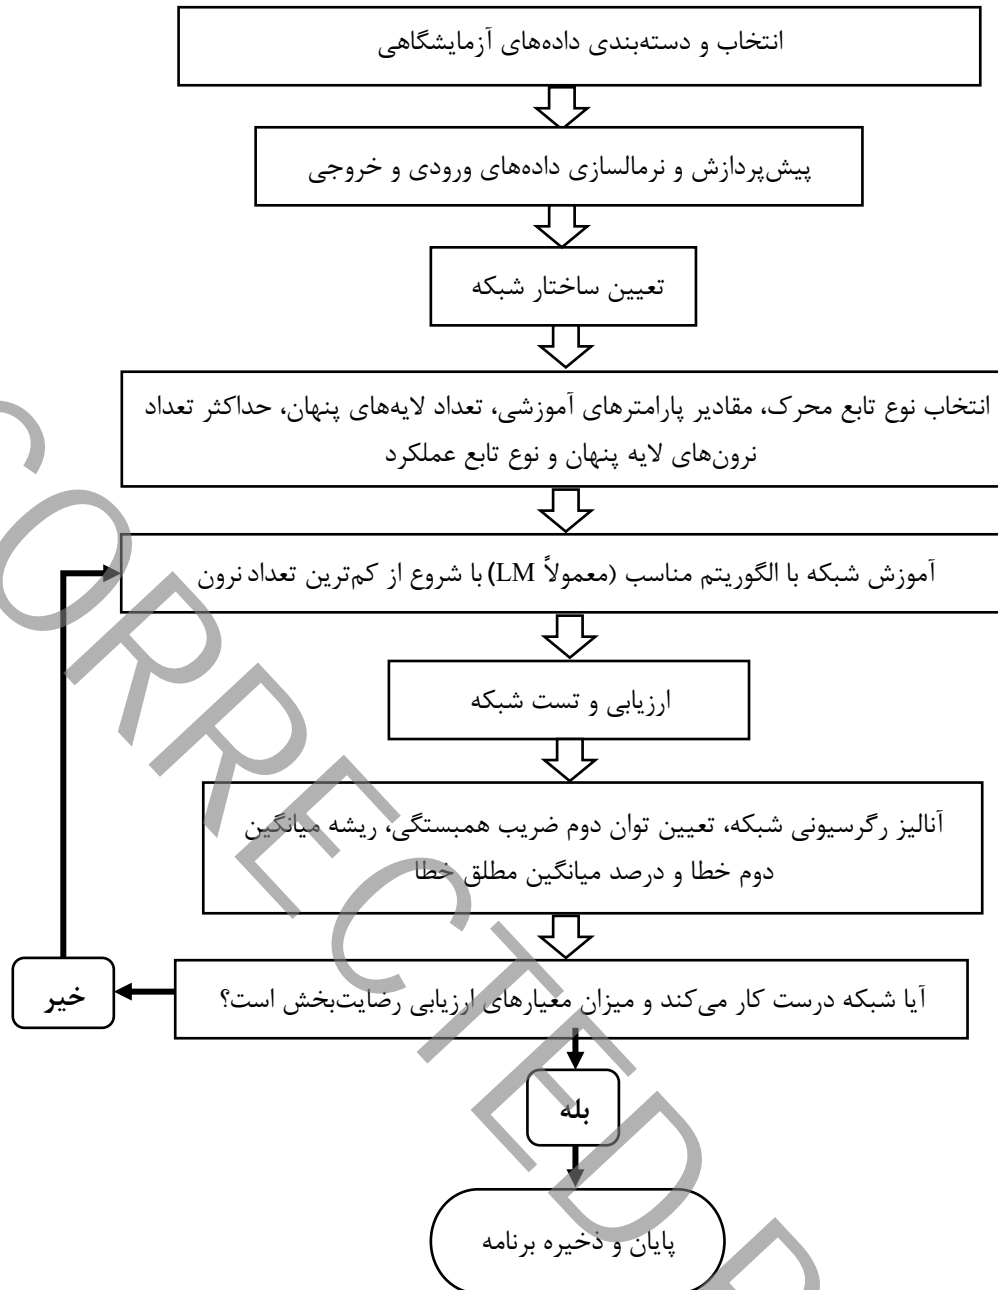 انتخاب و دسته‌بندی داده‌های آزمایشگاهی
پیش‌پردازش و نرمالسازی داده‌های ورودی و خروجی
تعیین ساختار شبکه
انتخاب نوع تابع محرک، مقادیر پارامترهای آموزشی، تعداد لایه‌های پنهان، حداکثر تعداد
نرون‌های لایه پنهان و نوع تابع عملکرد
آموزش شبکه با الگوریتم مناسب (معمولاً LM) با شروع از کم‌ترین تعداد نرون
ارزیابی و تست شبکه
آنالیز رگرسیونی شبکه، تعیین توان دوم ضریب همبستگی، ریشه میانگین
دوم خطا و درصد میانگین مطلق خطا
آیا شبکه درست کار می‌کند و میزان معیارهای ارزیابی رضایت‌بخش است؟
خیر
بله
پایان و ذخیره برنامه
CORRECTED